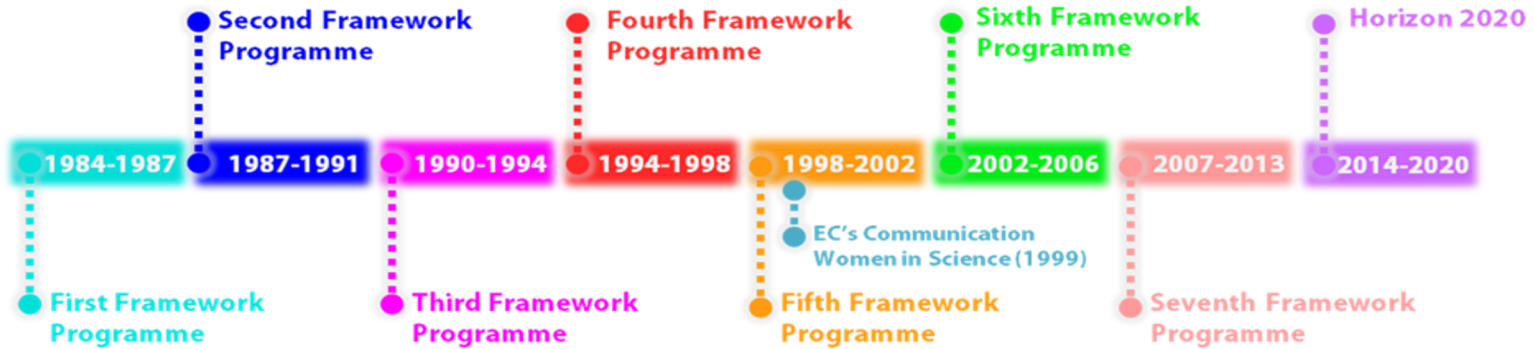 Second Framework
Programme
Fourth Framework
Programme
Sixth Framework
Programme
Horizon 2020
1984-1987
1987-1991
1990-1994
1994-1998
1998-2002
2002-2006
2007-2013
2014-2020
EC's Communication
Women in Science (1999)
First Framework
Programme
Third Framework
Programme
Fifth Framework
Programme
Seventh Framework
Programme